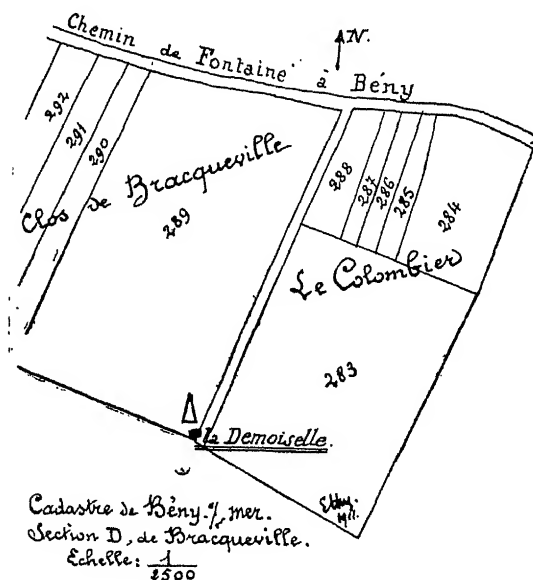 Chemin de Fontaine à Bény
N.
292
291
290
Clos de Bracqueville
289
288
287
286
285
284
Le Colombier
283
la Demoiselle.
Cadastre de Bény-s/mer.
Section D, de Bracqueville.
Echelle: 1/2500